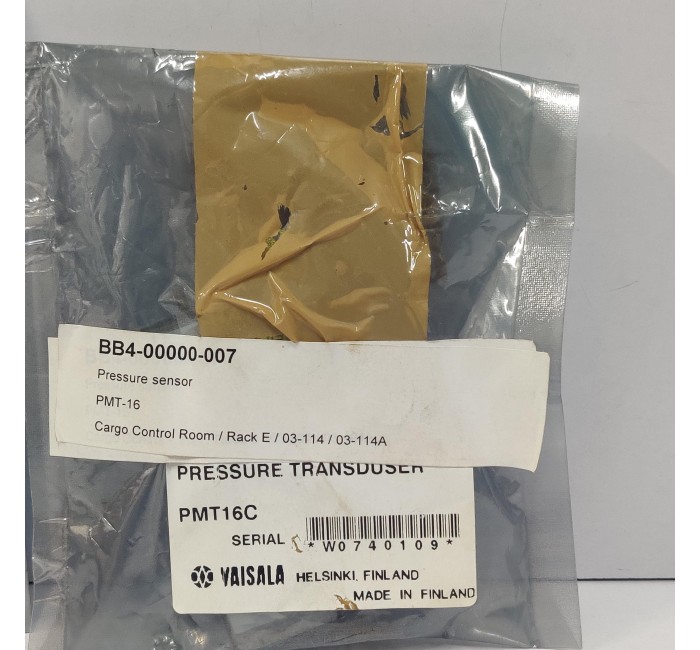 BB4-00000-007
Pressure sensor
PMT-16
Cargo Control Room / Rack E / 03-114 / 03-114A
PRESSURE TRANSDUSER
PMT16C
SERIAL *W0740109*
VAISALA HELSINKI, FINLAND
MADE IN FINLAND